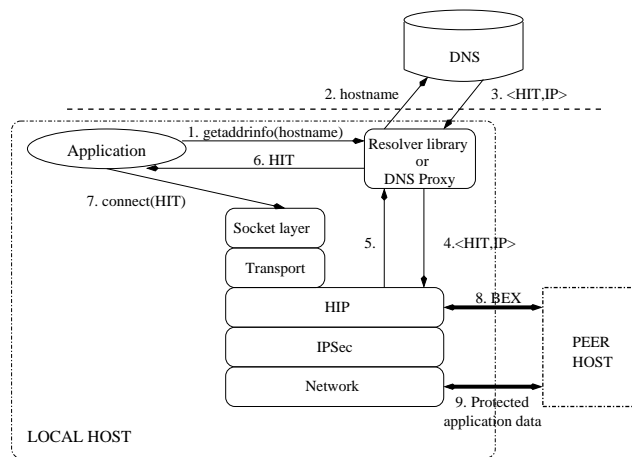 DNS
2. hostname
3. <HIT,IP>
1. getaddrinfo(hostname)
Application
6. HIT
Resolver library
or
DNS Proxy
7. connect(HIT)
Socket layer
5.
4.<HIT,IP>
Transport
HIP
8. BEX
IPSec
PEER
HOST
Network
9. Protected
application data
LOCAL HOST